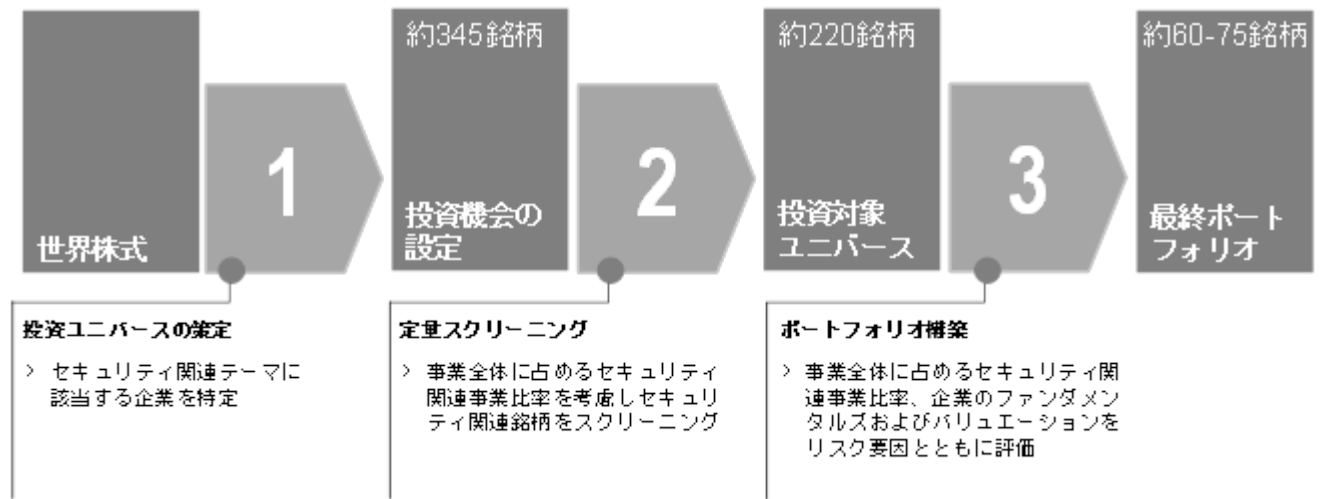 世界株式
1
約345銘柄
投資機会の
設定
2
約220銘柄
投資対象
ユニバース
3
約60-75銘柄
最終ポート
フォリオ
投資ユニバースの策定
> セキュリティ関連テーマに
該当する企業を特定
定量スクリーニング
> 事業全体に占めるセキュリティ
関連事業比率を考慮しセキュリ
ティ関連銘柄をスクリーニング
ポートフォリオ構築
> 事業全体に占めるセキュリティ関
連事業比率、企業のファンダメン
タルズおよびバリュエーションを
リスク要因とともに評価